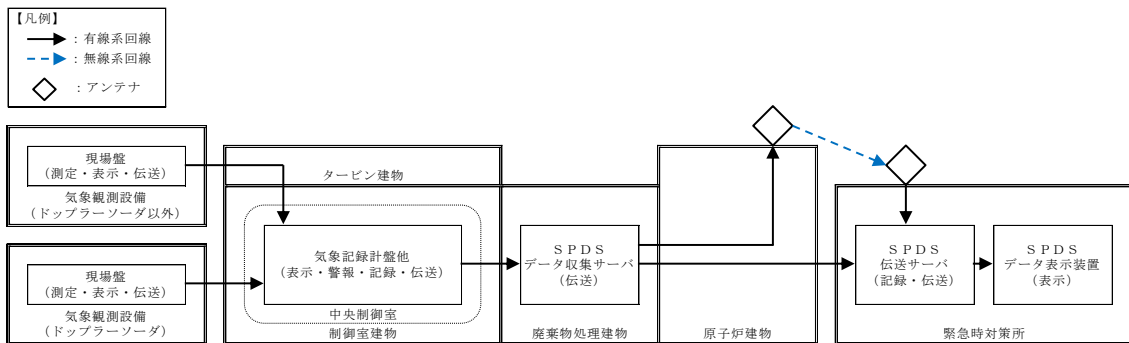 【凡例】
：有線系回線
：無線系回線
：アンテナ
現場盤
（測定・表示・伝送）
気象観測設備
（ドップラーソーダ以外）
現場盤
（測定・表示・伝送）
気象観測設備
（ドップラーソーダ）
タービン建物
気象記録計盤他
（表示・警報・記録・伝送）
中央制御室
制御室建物
ＳＰＤＳ
データ収集サーバ
（伝送）
廃棄物処理建物
原子炉建物
ＳＰＤＳ
伝送サーバ
（記録・伝送）
ＳＰＤＳ
データ表示装置
（表示）
緊急時対策所